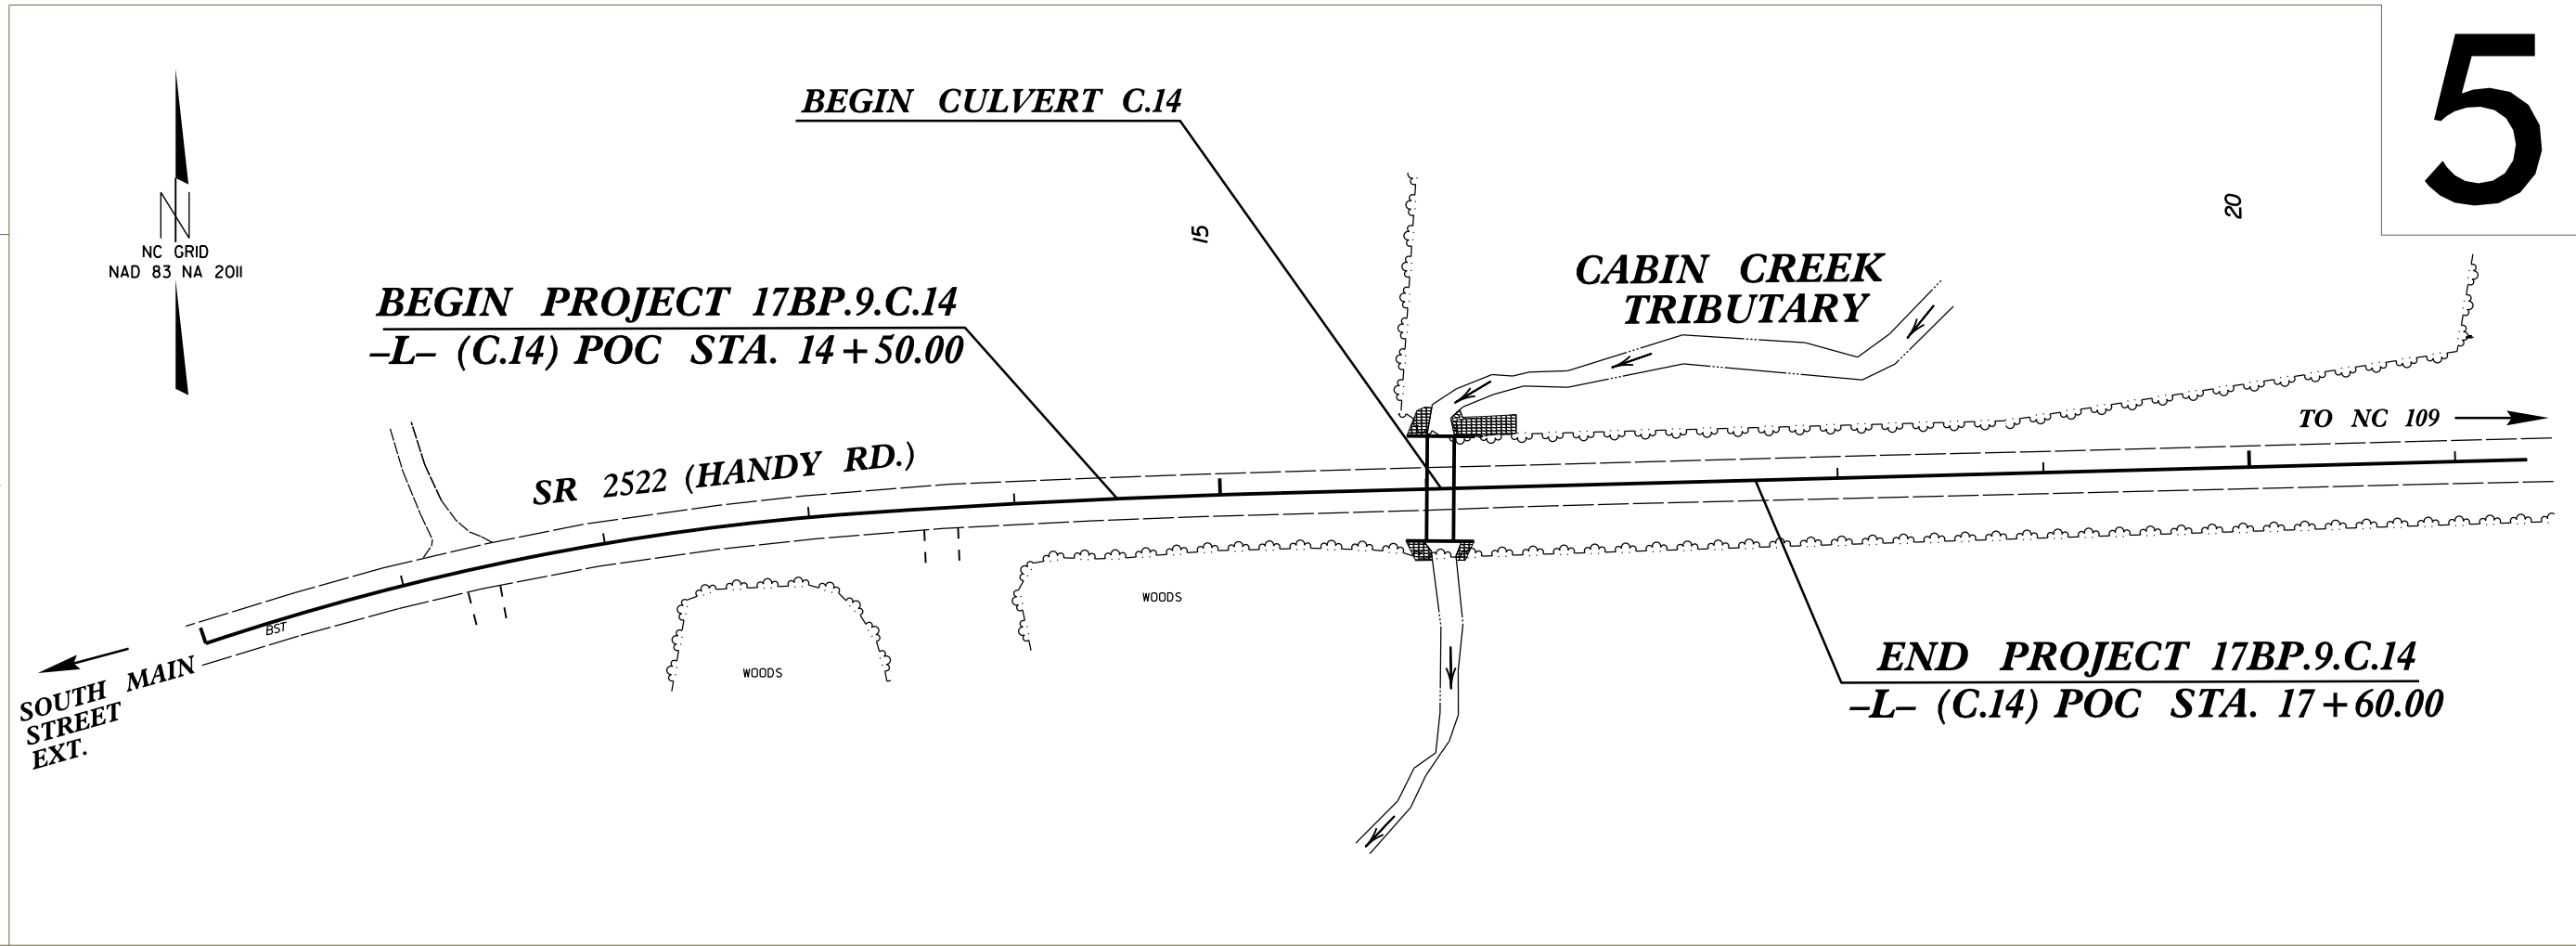 5
BEGIN CULVERT C.14
15
20
N
NC GRID
NAD 83 NA 2011
CABIN CREEK
TRIBUTARY
BEGIN PROJECT 17BP.9.C.14
–L– (C.14) POC STA. 14+50.00
TO NC 109
SR 2522 (HANDY RD.)
WOODS
BST
WOODS
SOUTH MAIN
STREET
EXT.
END PROJECT 17BP.9.C.14
–L– (C.14) POC STA. 17+60.00